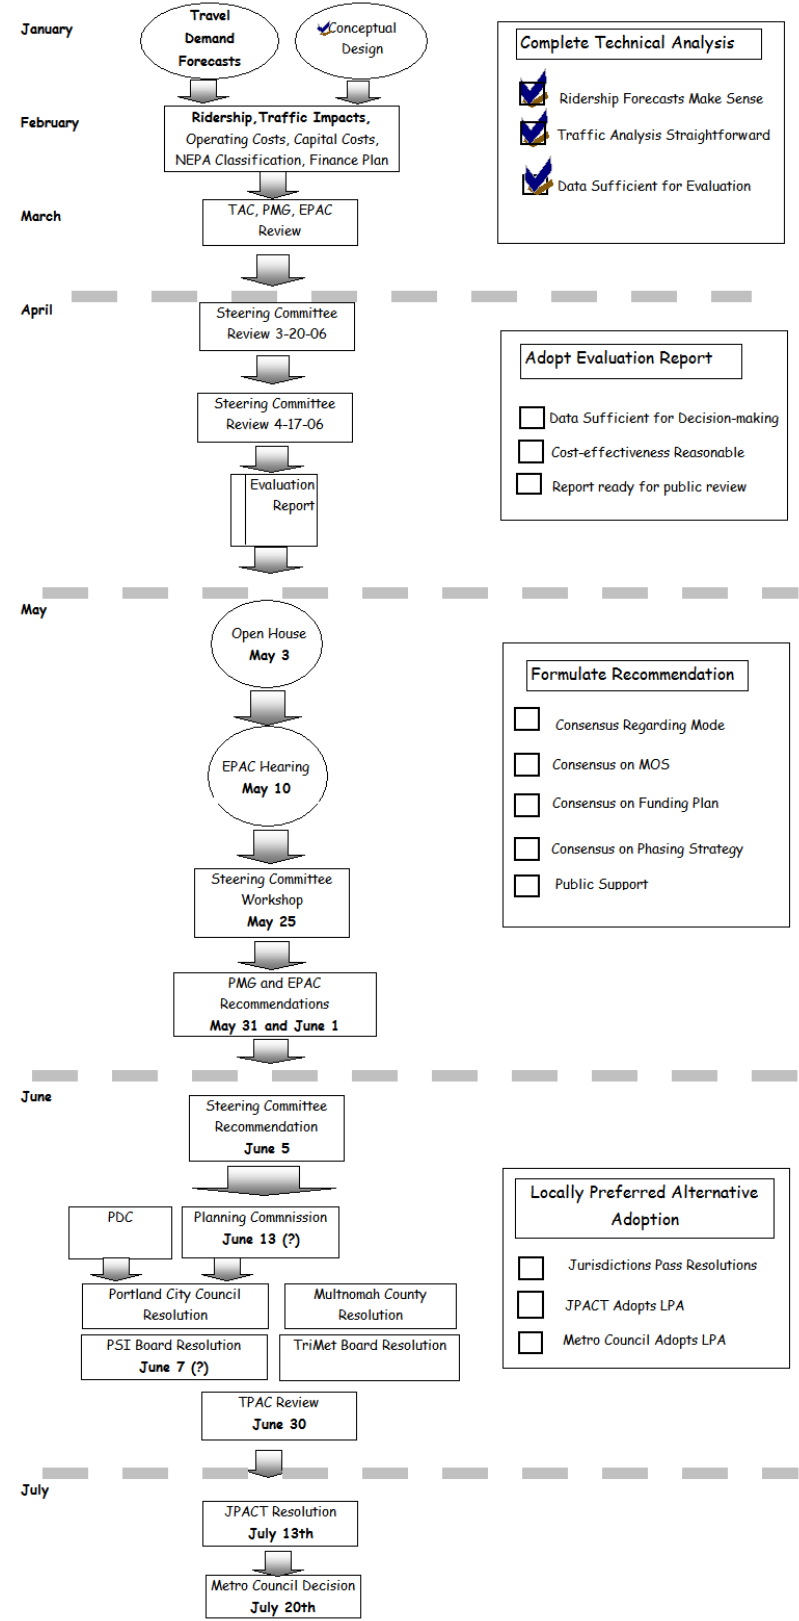 January
Travel
Demand
Forecasts
Conceptual
Design
February
Ridership, Traffic Impacts,
Operating Costs, Capital Costs,
NEPA Classification, Finance Plan
March
TAC, PMG, EPAC
Review
Complete Technical Analysis
Ridership Forecasts Make Sense
Traffic Analysis Straightforward
Data Sufficient for Evaluation
April
Steering Committee
Review 3-20-06
Steering Committee
Review 4-17-06
Evaluation
Report
Adopt Evaluation Report
Data Sufficient for Decision-making
Cost-effectiveness Reasonable
Report ready for public review
May
Open House
May 3
EPAC Hearing
May 10
Steering Committee
Workshop
May 25
PMG and EPAC
Recommendations
May 31 and June 1
Formulate Recommendation
Consensus Regarding Mode
Consensus on MOS
Consensus on Funding Plan
Consensus on Phasing Strategy
Public Support
June
Steering Committee
Recommendation
June 5
PDC
Planning Commnission
June 13 (?)
Portland City Council
Resolution
Multnomah County
Resolution
PSI Board Resolution
June 7 (?)
TriMet Board Resolution
TPAC Review
June 30
Locally Preferred Alternative
Adoption
Jurisdictions Pass Resolutions
JPACT Adopts LPA
Metro Council Adopts LPA
July
JPACT Resolution
July 13th
Metro Council Decision
July 20th